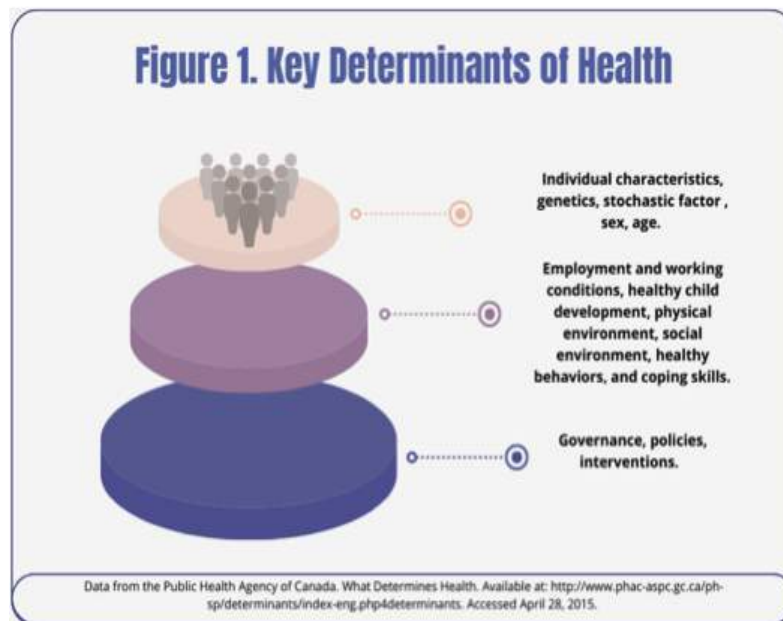 Figure 1. Key Determinants of Health
Individual characteristics,
genetics, stochastic factor ,
sex, age.
Employment and working
conditions, healthy child
development, physical
environment, social
environment, healthy
behaviors, and coping skills.
Governance, policies,
interventions.
Data from the Public Health Agency of Canada. What Determines Health. Available at: http://www.phac-aspc.gc.ca/ph-
sp/determinants/index-eng.php4determinants. Accessed April 28, 2015.